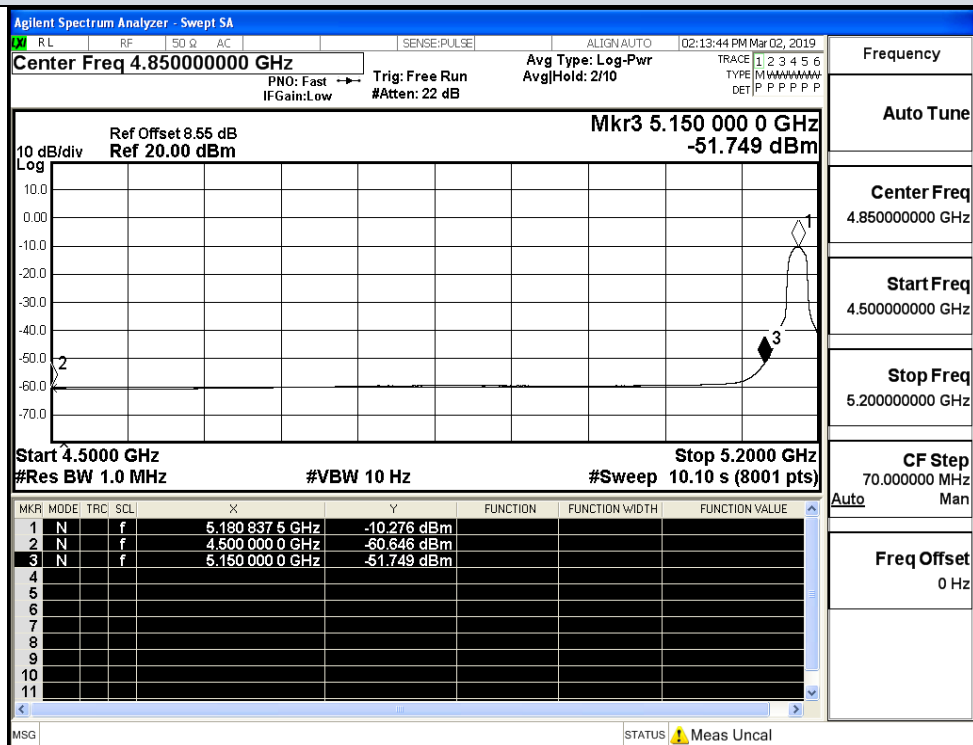 Agilent Spectrum Analyzer - Swept SA
LXI RL RF 50 Ω AC SENSE:PULSE ALIGN AUTO 02:13:44 PM Mar 02, 2019
Center Freq 4.850000000 GHz
PNO: Fast
IFGain:Low
Trig: Free Run
#Atten: 22 dB
Avg Type: Log-Pwr
Avg|Hold: 2/10
TRACE 1 2 3 4 5 6
TYPE M WWWWW
DET P P P P P P
Ref Offset 8.55 dB
10 dB/div Ref 20.00 dBm
Log
Mkr3 5.150 000 0 GHz
-51.749 dBm
10.0
0.00
-10.0
-20.0
-30.0
-40.0
-50.0
-60.0
-70.0
1
2
3
Start 4.5000 GHz Stop 5.2000 GHz
#Res BW 1.0 MHz #VBW 10 Hz #Sweep 10.10 s (8001 pts)
MKR MODE TRC SCL X Y FUNCTION FUNCTION WIDTH FUNCTION VALUE
1 N f 5.180 837 5 GHz -10.276 dBm
2 N f 4.500 000 0 GHz -60.646 dBm
3 N f 5.150 000 0 GHz -51.749 dBm
4
5
6
7
8
9
10
11
MSG STATUS Meas Uncal
Frequency
Auto Tune
Center Freq
4.850000000 GHz
Start Freq
4.500000000 GHz
Stop Freq
5.200000000 GHz
CF Step
70.000000 MHz
Auto Man
Freq Offset
0 Hz